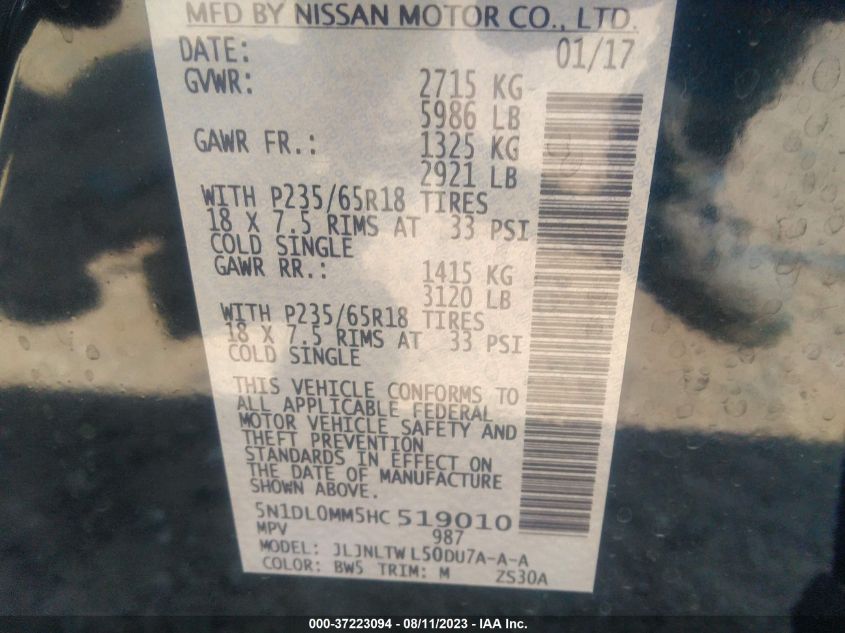 MFD BY NISSAN MOTOR CO., LTD.
DATE: 01/17
GVWR: 2715 KG
5986 LB
GAWR FR.: 1325 KG
2921 LB
WITH P235/65R18 TIRES
18 X 7.5 RIMS AT 33 PSI
COLD SINGLE
GAWR RR.: 1415 KG
3120 LB
WITH P235/65R18 TIRES
18 X 7.5 RIMS AT 33 PSI
COLD SINGLE
THIS VEHICLE CONFORMS TO
ALL APPLICABLE FEDERAL
MOTOR VEHICLE SAFETY AND
THEFT PREVENTION
STANDARDS IN EFFECT ON
THE DATE OF MANUFACTURE
SHOWN ABOVE.
5N1DL0MM5HC 519010
MPV 987
MODEL: JLJNLTWL50DU7A-A-A
COLOR: BW5 TRIM: M ZS30A
000-37223094 - 08/11/2023 - IAA Inc.